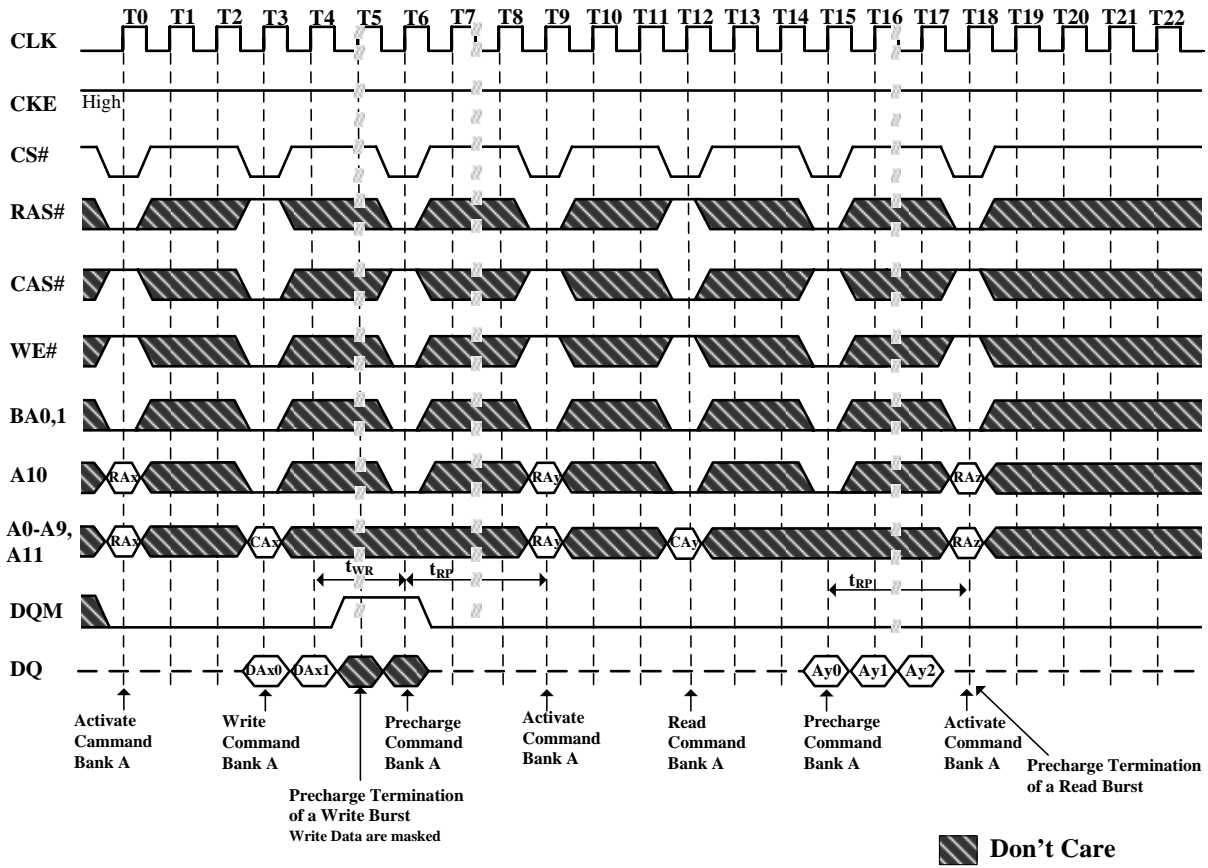 T0 T1 T2 T3 T4 T5 T6 T7 T8 T9 T10 T11 T12 T13 T14 T15 T16 T17 T18 T19 T20 T21 T22
CLK
CKE High
CS#
RAS#
CAS#
WE#
BA0,1
A10 RAx RAy RAz
A0-A9,
A11 RAx CAx RAy CAy RAz
tWR tRP tRP
DQM
DQ DAx0 DAx1 Ay0 Ay1 Ay2
Activate
Cammand
Bank A
Write
Command
Bank A
Precharge
Command
Bank A
Activate
Command
Bank A
Read
Command
Bank A
Precharge
Command
Bank A
Activate
Command
Bank A
Precharge Termination
of a Read Burst
Precharge Termination
of a Write Burst
Write Data are masked
Don't Care